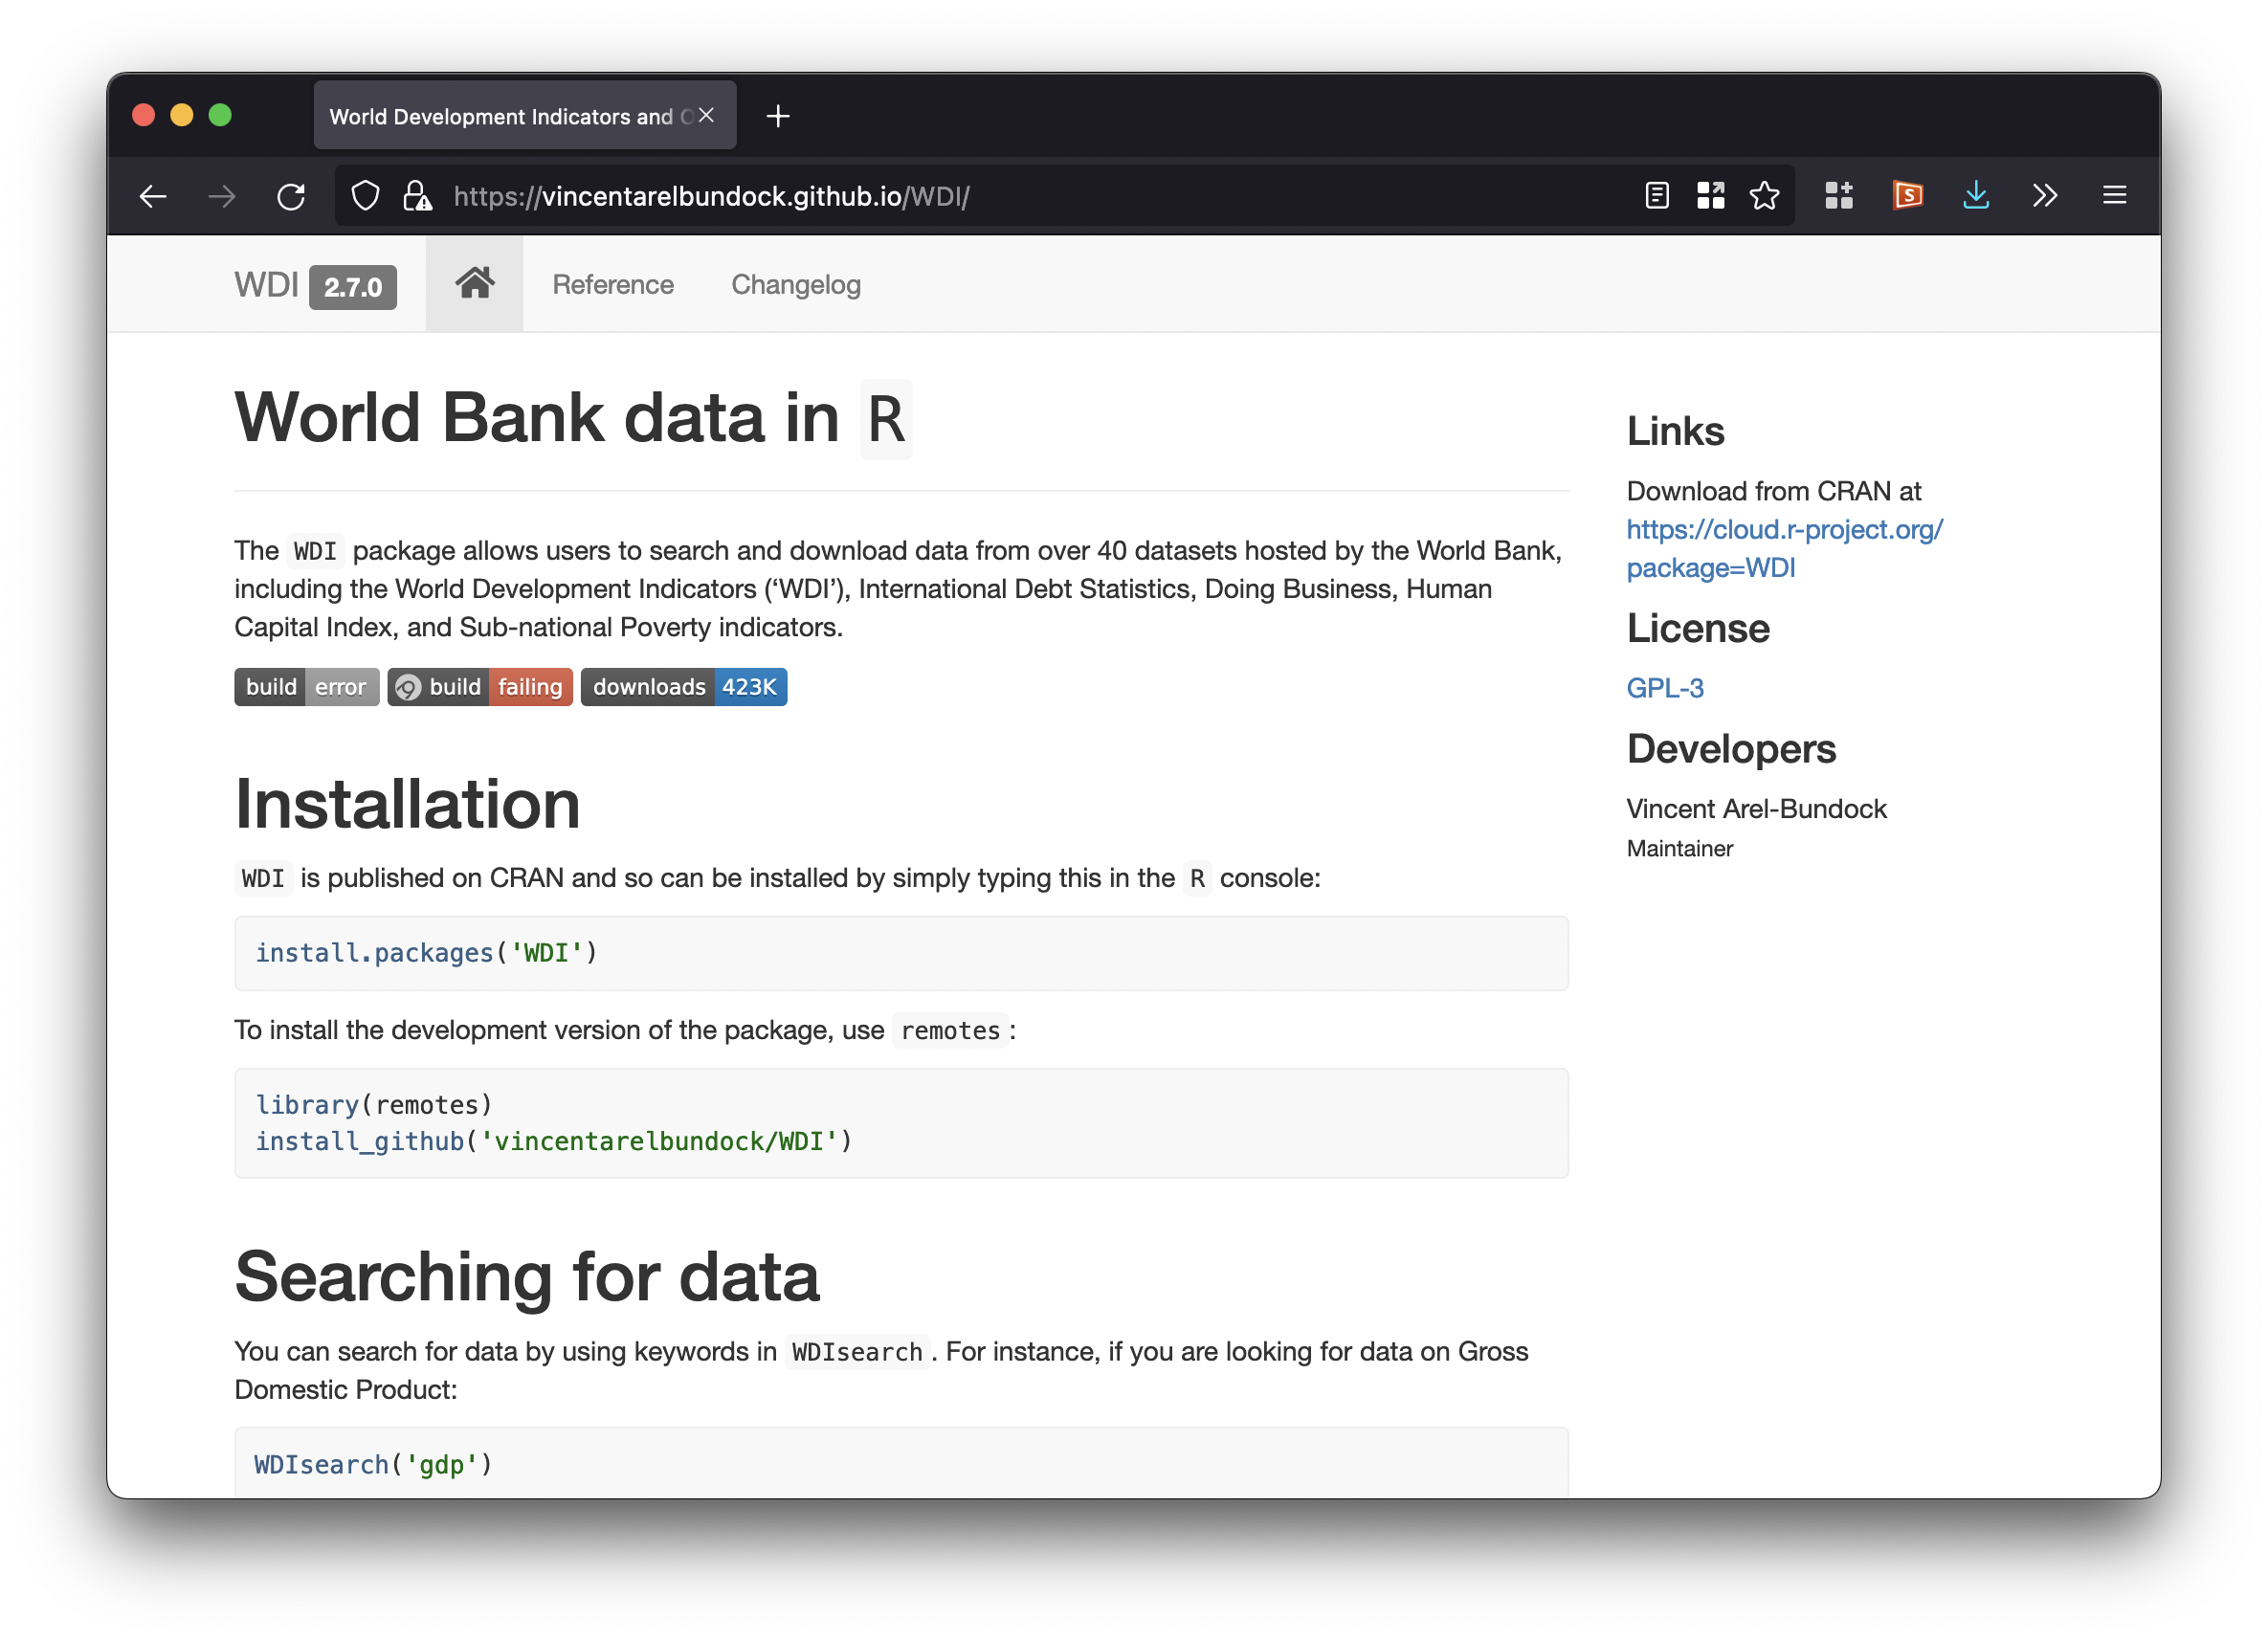 World Development Indicators and
https://vincentarelbundock.github.io/WDI/
WDI 2.7.0 Reference Changelog
World Bank data in R
The WDI package allows users to search and download data from over 40 datasets hosted by the World Bank,
including the World Development Indicators (‘WDI’), International Debt Statistics, Doing Business, Human
Capital Index, and Sub-national Poverty indicators.
build error build failing downloads 423K
Installation
WDI is published on CRAN and so can be installed by simply typing this in the R console:
install.packages('WDI')
To install the development version of the package, use remotes:
library(remotes)
install_github('vincentarelbundock/WDI')
Searching for data
You can search for data by using keywords in WDIsearch. For instance, if you are looking for data on Gross
Domestic Product:
WDIsearch('gdp')
Links
Download from CRAN at
https://cloud.r-project.org/
package=WDI
License
GPL-3
Developers
Vincent Arel-Bundock
Maintainer